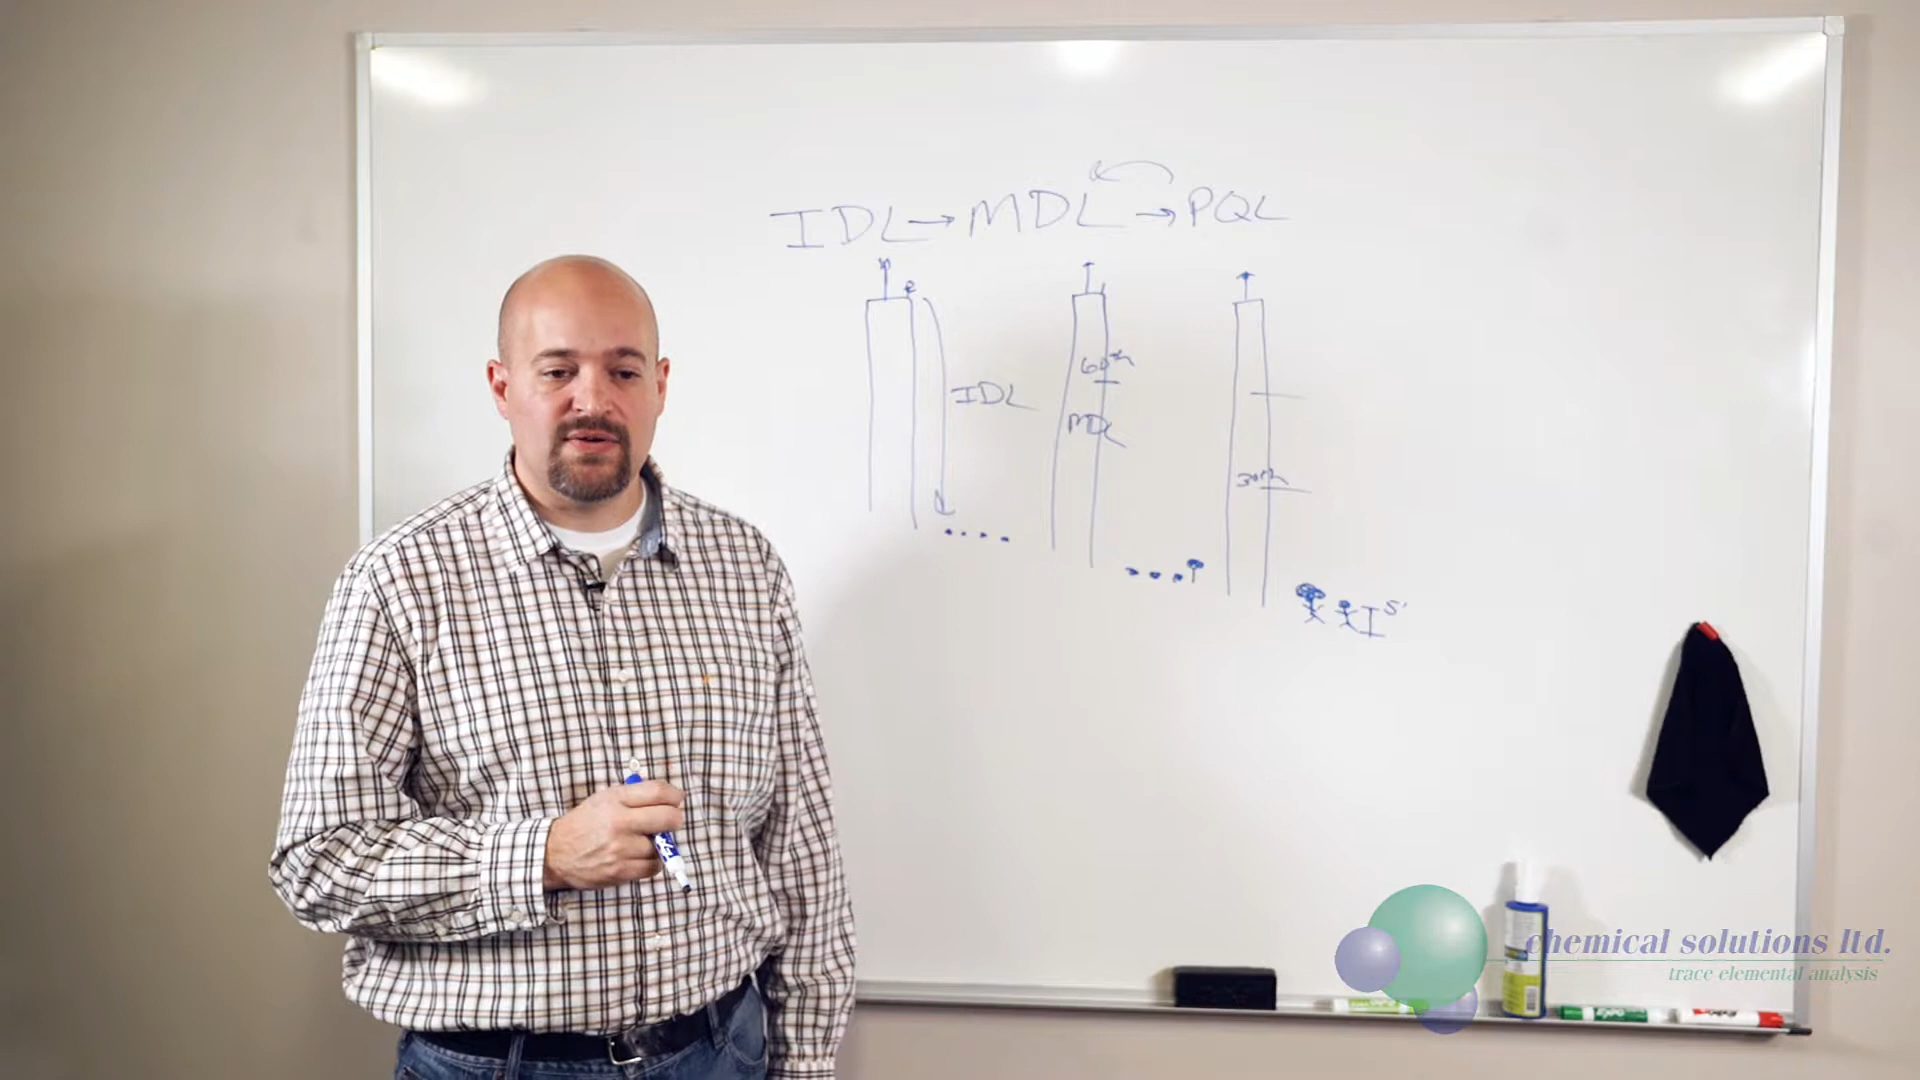 IDL → MDL → PQL
60th
IDL
MDL
30th
5'
chemical solutions ltd.
trace elemental analysis